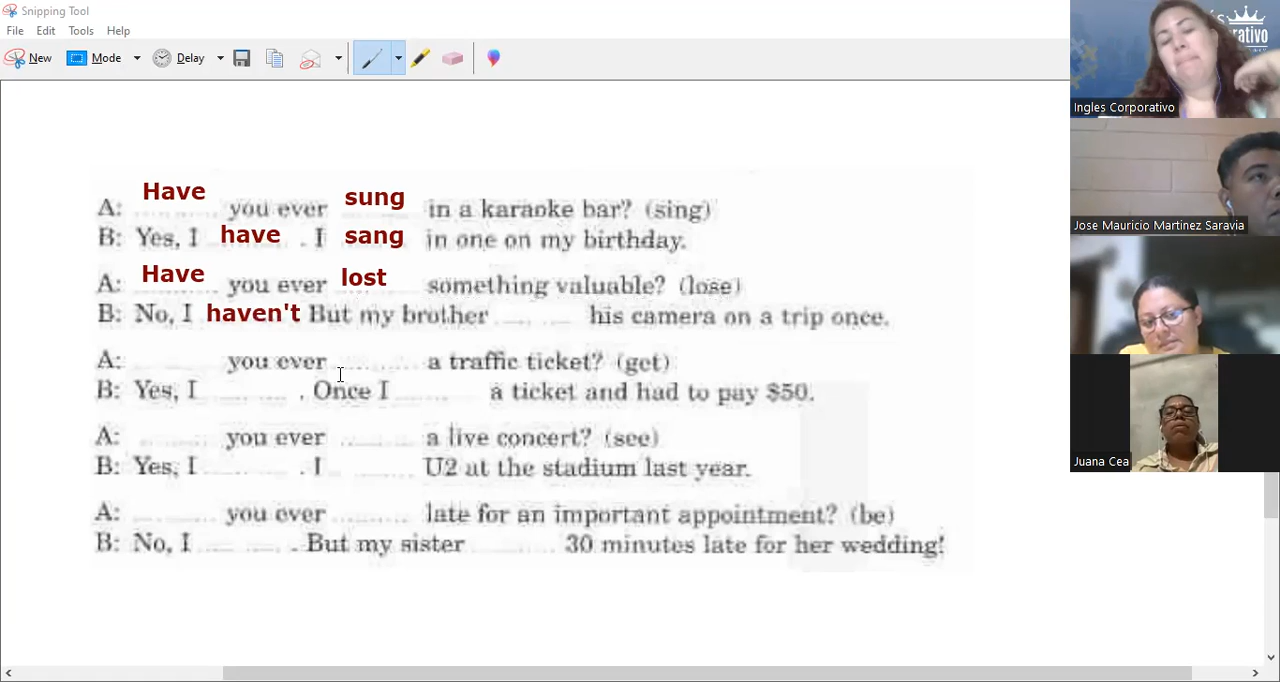 Snipping Tool
File Edit Tools Help
New Mode Delay
A: Have you ever sung in a karaoke bar? (sing)
B: Yes, I have . I sang in one on my birthday.
A: Have you ever lost something valuable? (lose)
B: No, I haven't But my brother ........ his camera on a trip once.
A: ........ you ever ........ a traffic ticket? (get)
B: Yes, I ........ . Once I ........ a ticket and had to pay $50.
A: ........ you ever ........ a live concert? (see)
B: Yes, I ........ . I ........ U2 at the stadium last year.
A: ........ you ever ........ late for an important appointment? (be)
B: No, I ........ . But my sister ........ 30 minutes late for her wedding!
Ingles Corporativo
Jose Mauricio Martinez Saravia
Juana Cea